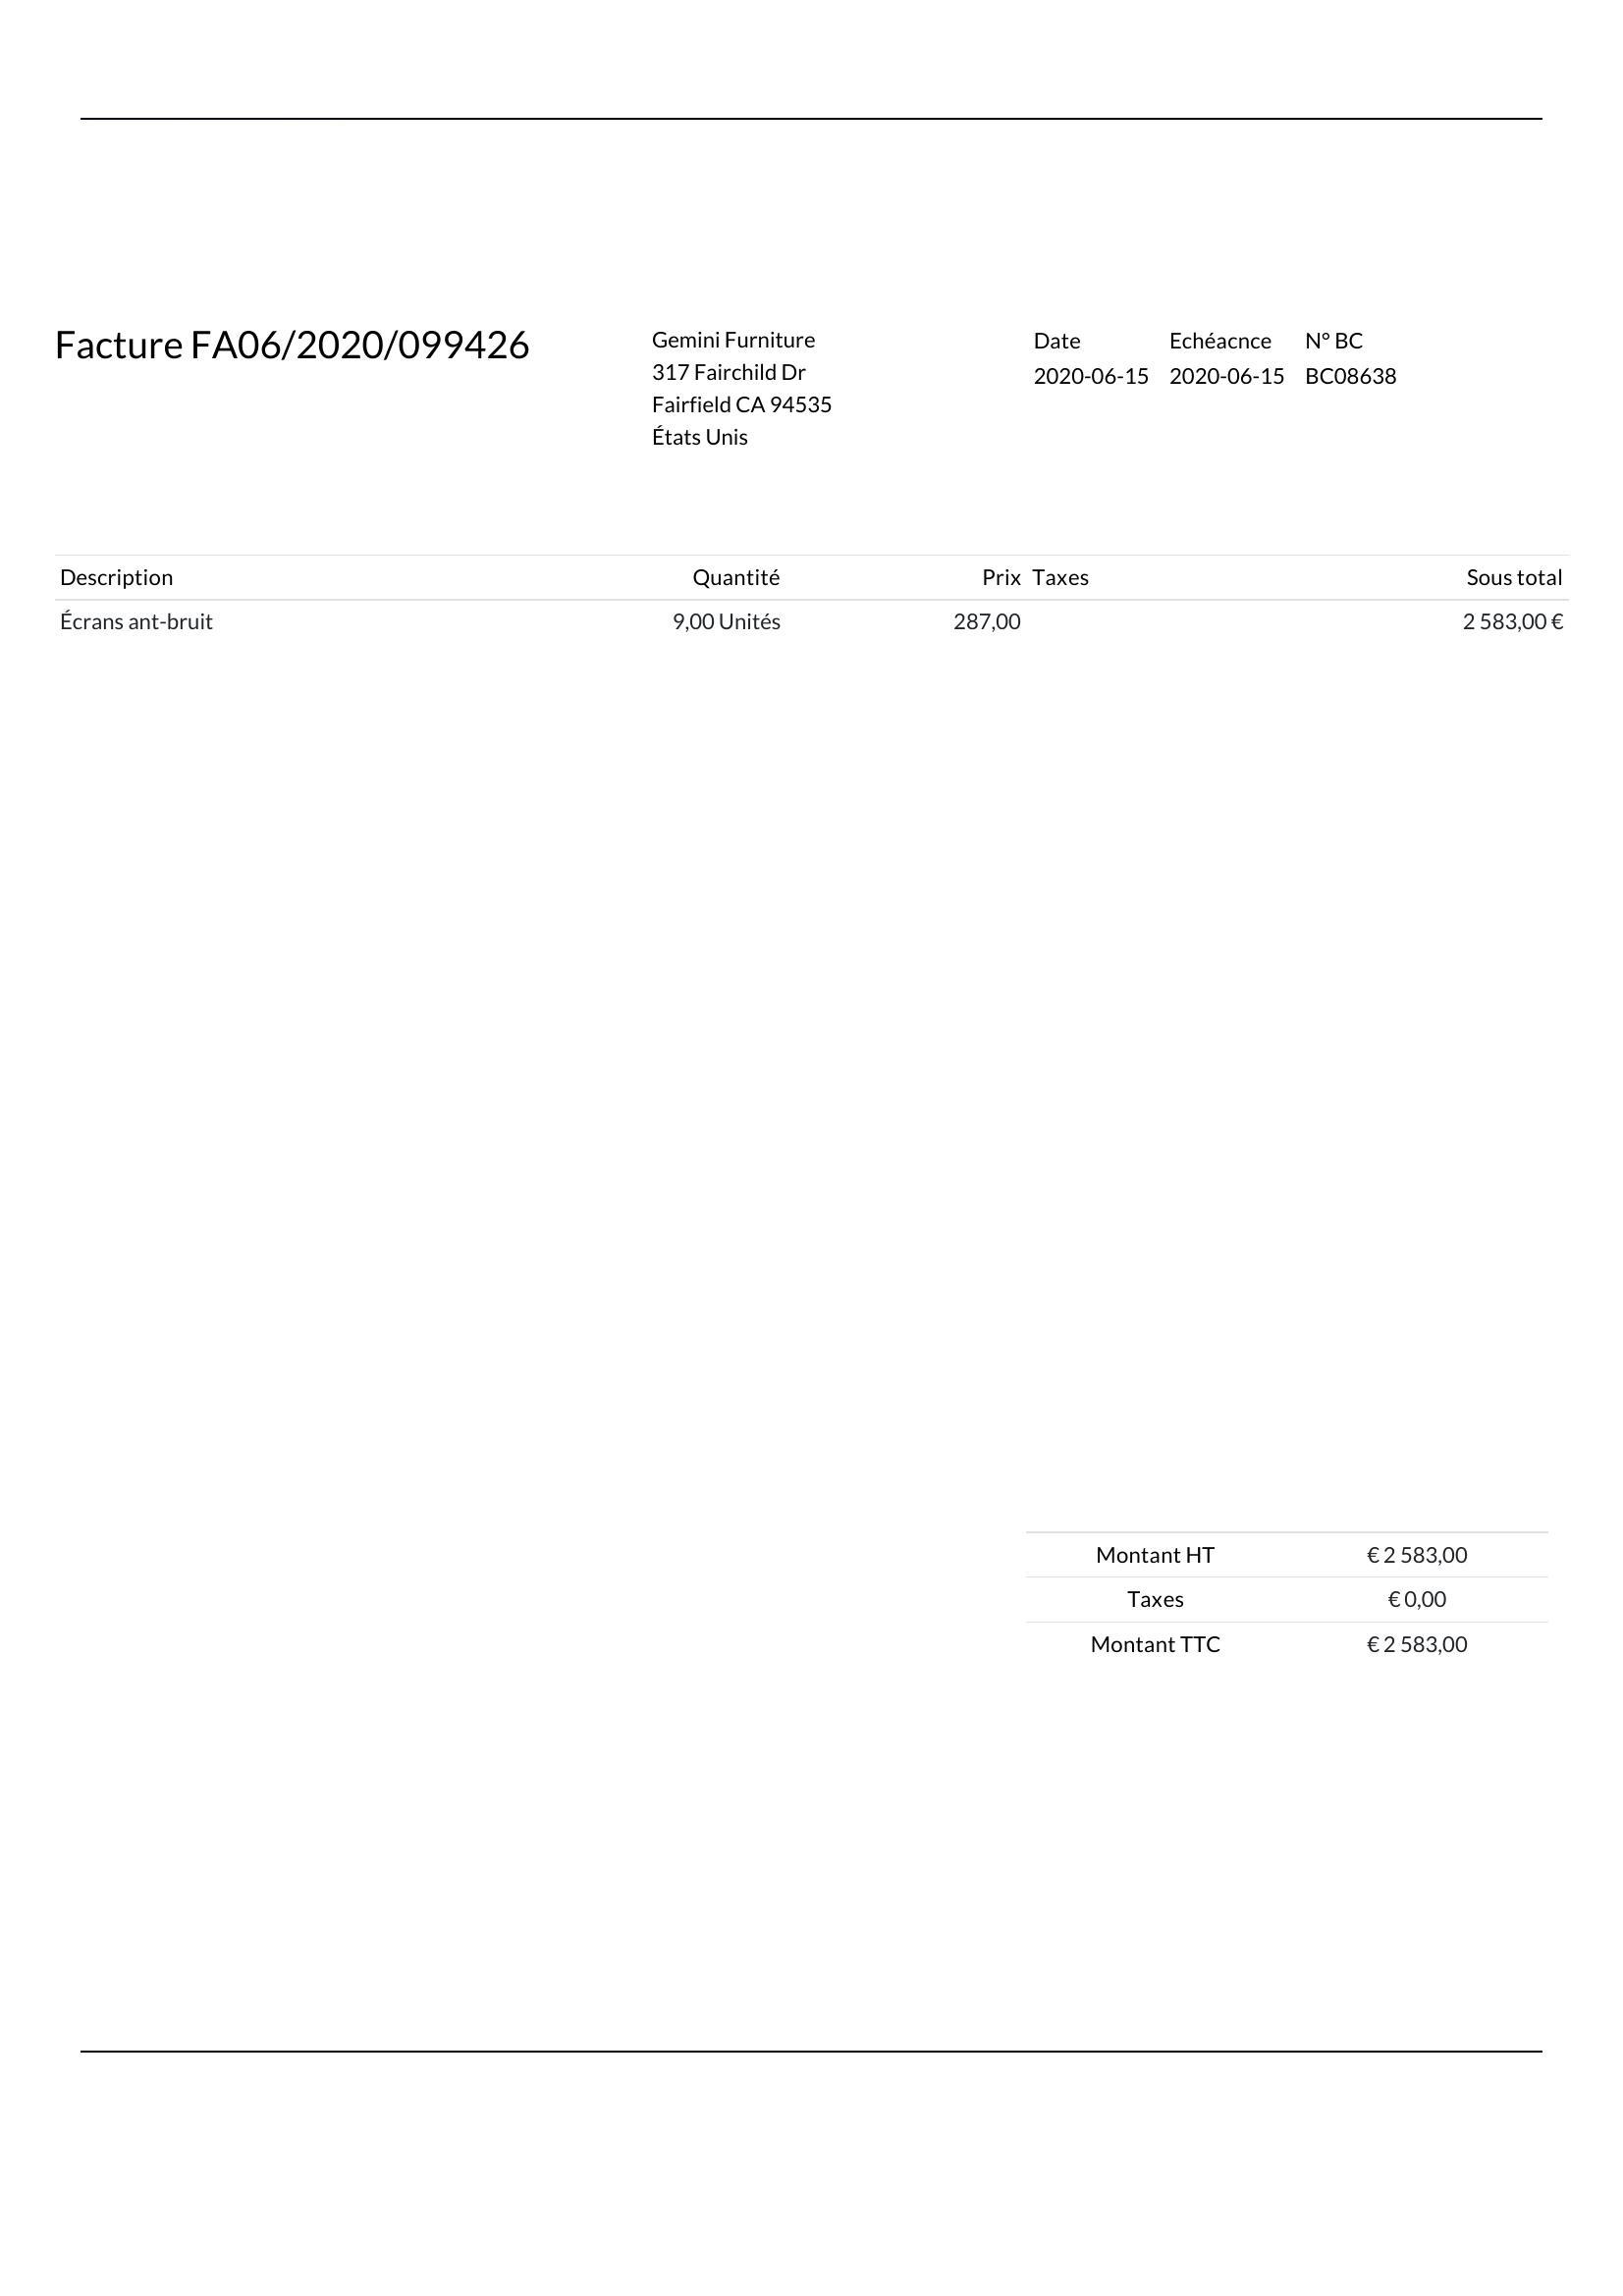 Facture FA06/2020/099426
Gemini Furniture
317 Fairchild Dr
Fairfield CA 94535
États Unis
Date Echéacnce N° BC
2020-06-15 2020-06-15 BC08638
Description Quantité Prix Taxes Sous total
Écrans ant-bruit 9,00 Unités 287,00 2 583,00 €
Montant HT € 2 583,00
Taxes € 0,00
Montant TTC € 2 583,00